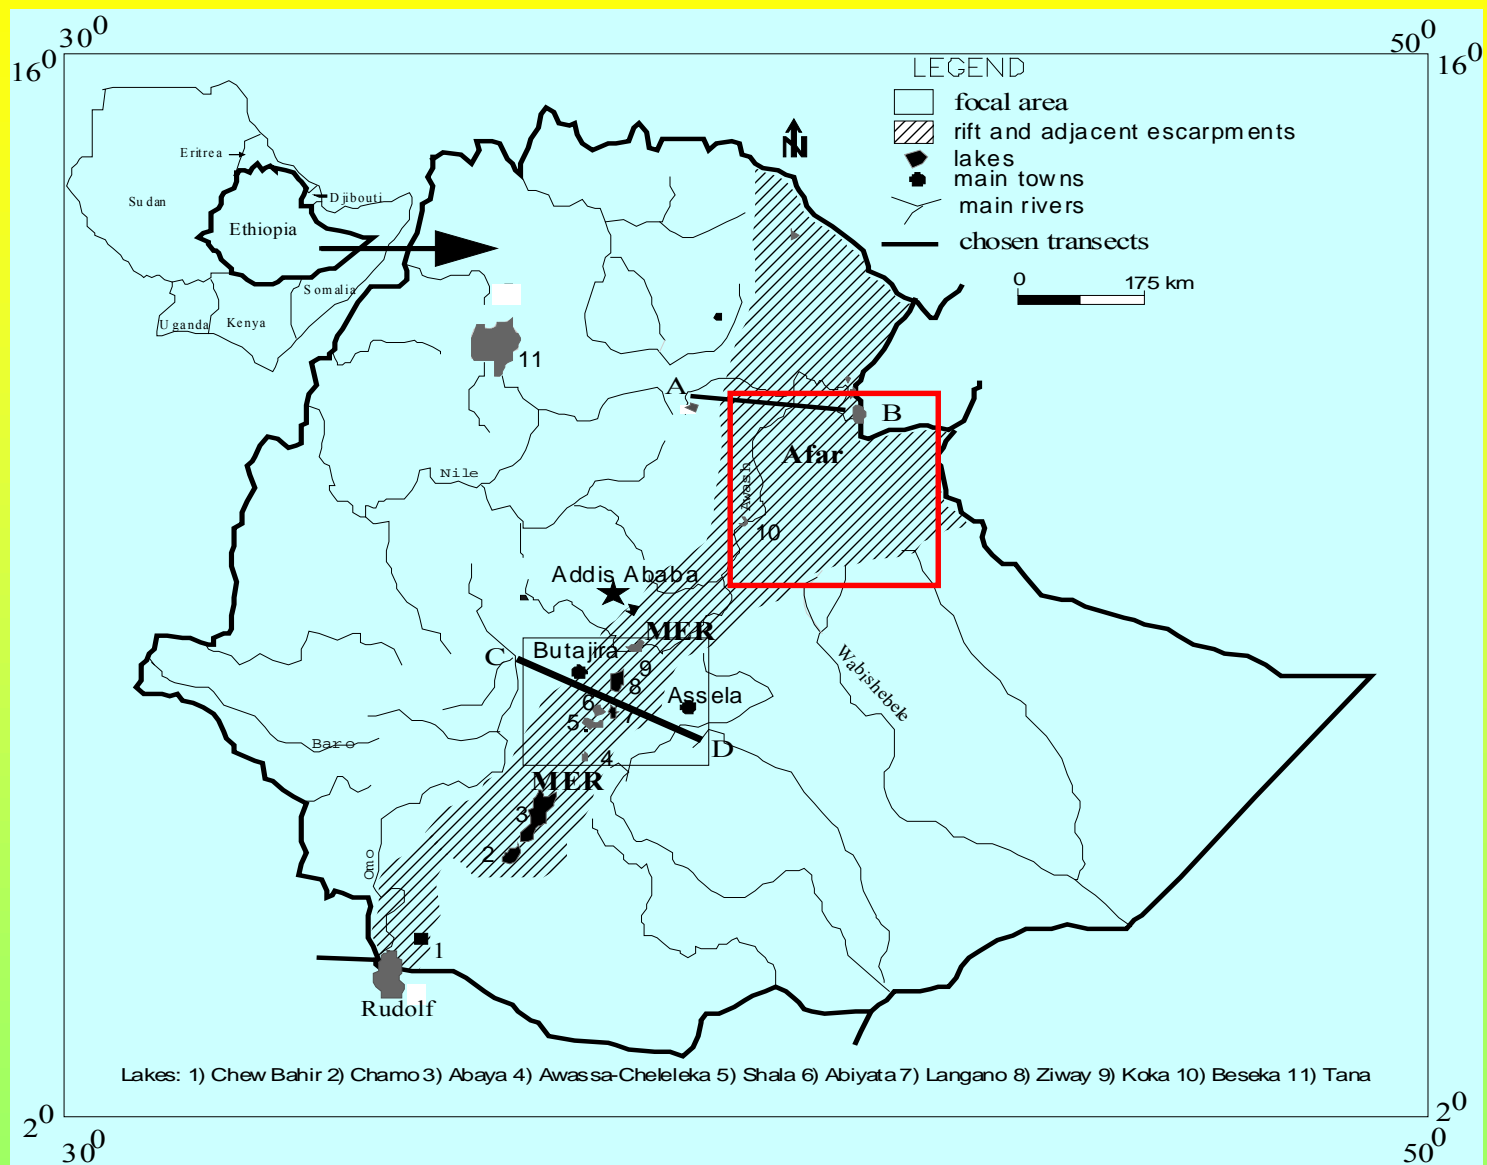 30⁰
50⁰
16⁰
16⁰
LEGEND
focal area
rift and adjacent escarpments
lakes
main towns
main rivers
chosen transects
0
175 km
N
Eritrea
Sudan
Djibouti
Ethiopia
Somalia
Uganda
Kenya
11
A
B
Afar
Awash
Nile
10
Addis Ababa
MER
Butajira
C
9
8
Assela
6
7
5
D
4
Wabishebele
Baro
MER
3
2
Omo
1
Rudolf
Lakes: 1) Chew Bahir 2) Chamo 3) Abaya 4) Awassa-Cheleleka 5) Shala 6) Abiyata 7) Langano 8) Ziway 9) Koka 10) Beseka 11) Tana
2⁰
2⁰
30⁰
50⁰